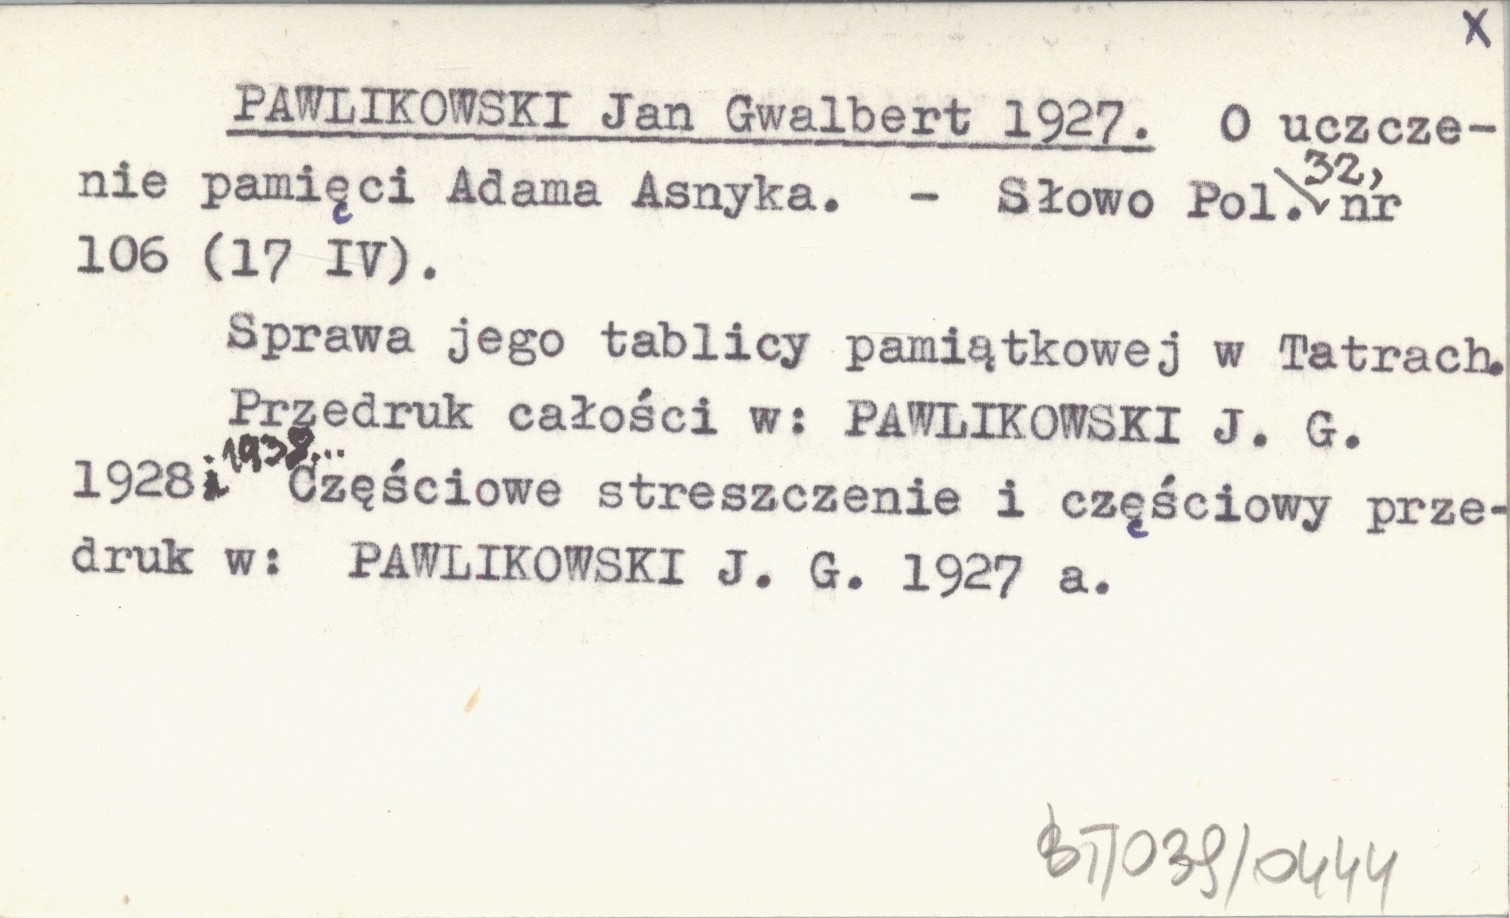 x
PAWLIKOWSKI Jan Gwalbert 1927. O uczcze-
nie pamięci Adama Asnyka. - Słowo Pol. 32, nr
106 (17 IV).
Sprawa jego tablicy pamiątkowej w Tatrach.
Przedruk całości w: PAWLIKOWSKI J. G.
1928 i 1938... Częściowe streszczenie i częściowy prze-
druk w: PAWLIKOWSKI J. G. 1927 a.
BT/039/0444